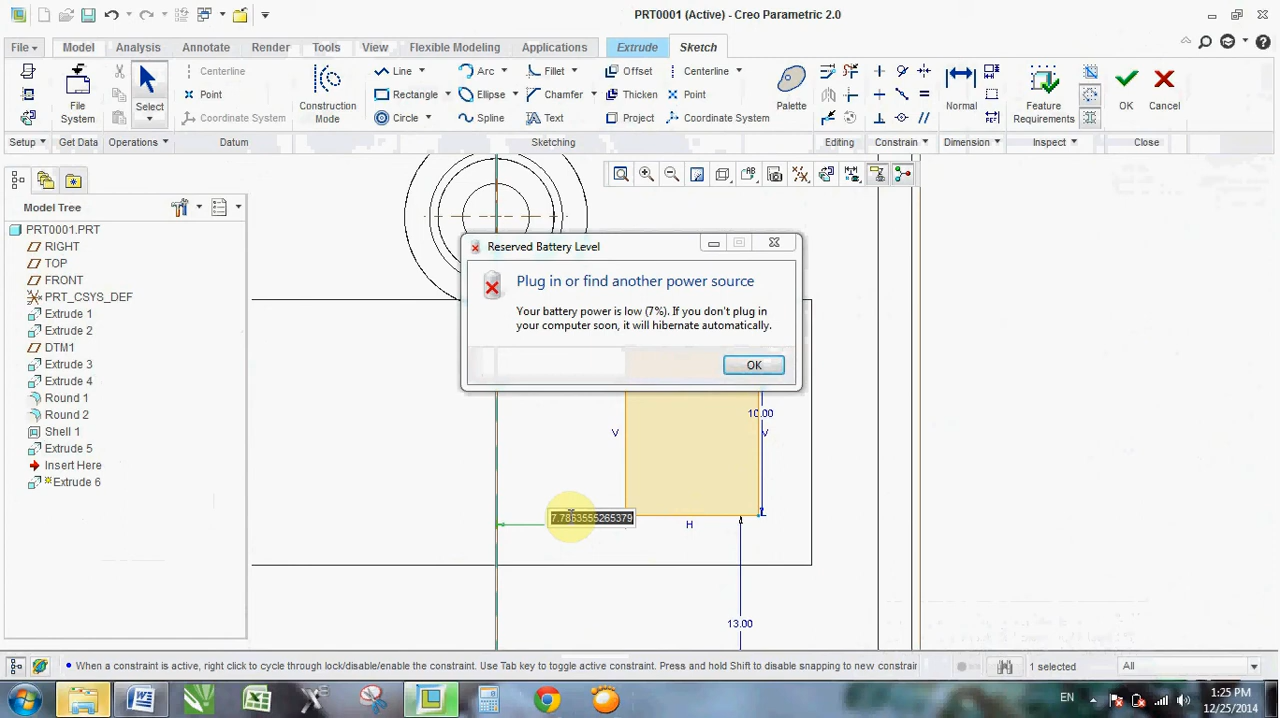 PRT0001 (Active) - Creo Parametric 2.0
File Model Analysis Annotate Render Tools View Flexible Modeling Applications Extrude Sketch
Centerline
Point
Coordinate System
File System
Select
Construction Mode
Line
Arc
Fillet
Offset
Centerline
Rectangle
Ellipse
Chamfer
Thicken
Point
Circle
Spline
Text
Project
Coordinate System
Palette
Normal
Feature Requirements
OK
Cancel
Setup Get Data Operations Datum Sketching Editing Constrain Dimension Inspect Close
Model Tree
PRT0001.PRT
RIGHT
TOP
FRONT
PRT_CSYS_DEF
Extrude 1
Extrude 2
DTM1
Extrude 3
Extrude 4
Round 1
Round 2
Shell 1
Extrude 5
Insert Here
Extrude 6
Reserved Battery Level
Plug in or find another power source
Your battery power is low (7%). If you don't plug in
your computer soon, it will hibernate automatically.
OK
10.00
V
V
7.7863555265379
H
13.00
When a constraint is active, right click to cycle through lock/disable/enable the constraint. Use Tab key to toggle active constraint. Press and hold Shift to disable snapping to new constrair
1 selected
All
EN
1:25 PM
12/25/2014